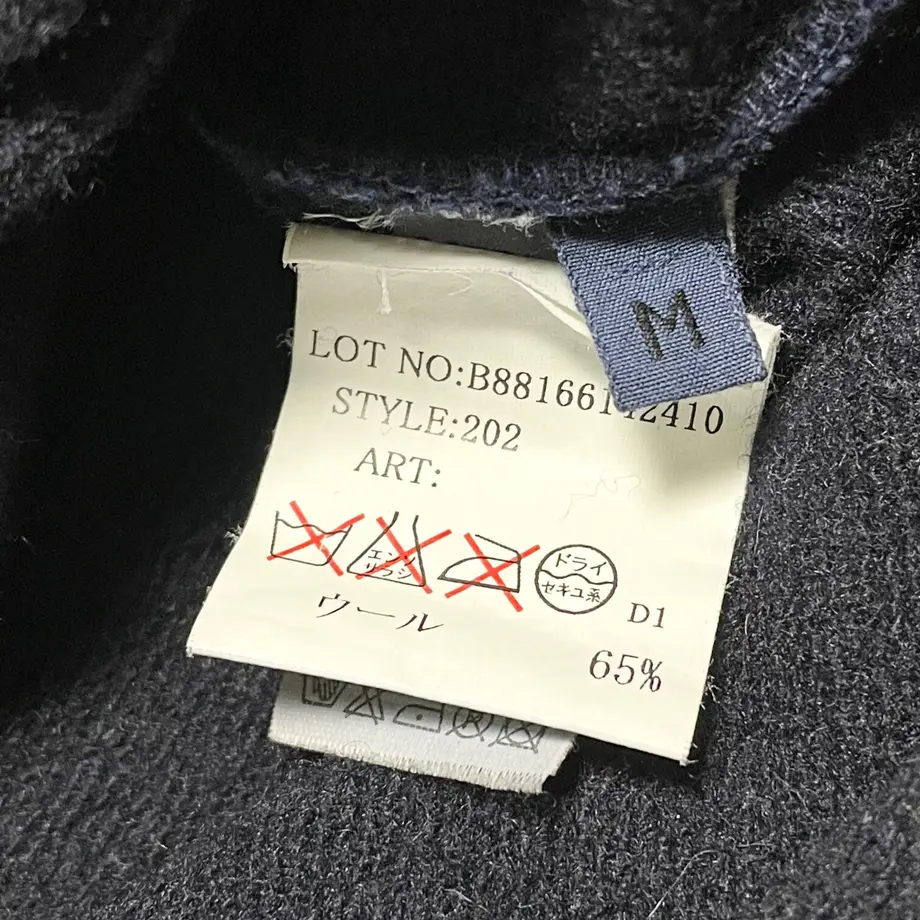 M
LOT NO:
STYLE:202
ART:
エンソ
サラシ
ドライ
セキユ系
D1
ウール
65%